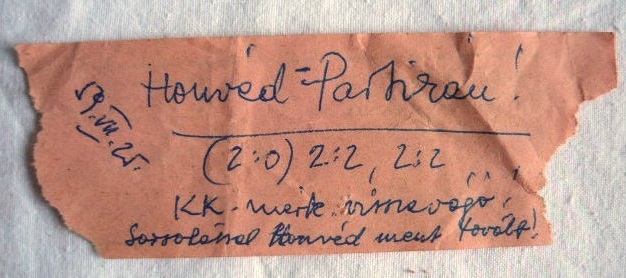 Honvéd-Partizan!
59. VII. 25.
(2:0) 2:2, 2:2
KK-merk. visszavágó!
Sorsolással Honvéd ment tovább!